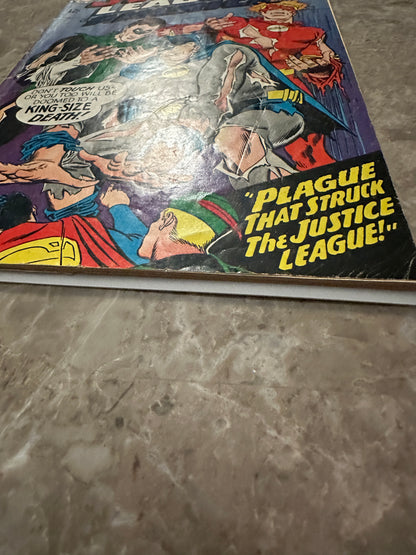 LEAGUE
DON'T TOUCH US--
OR YOU TOO WILL BE
DOOMED TO A
KING-SIZE
DEATH!
"PLAGUE
THAT STRUCK
THE JUSTICE
LEAGUE!"